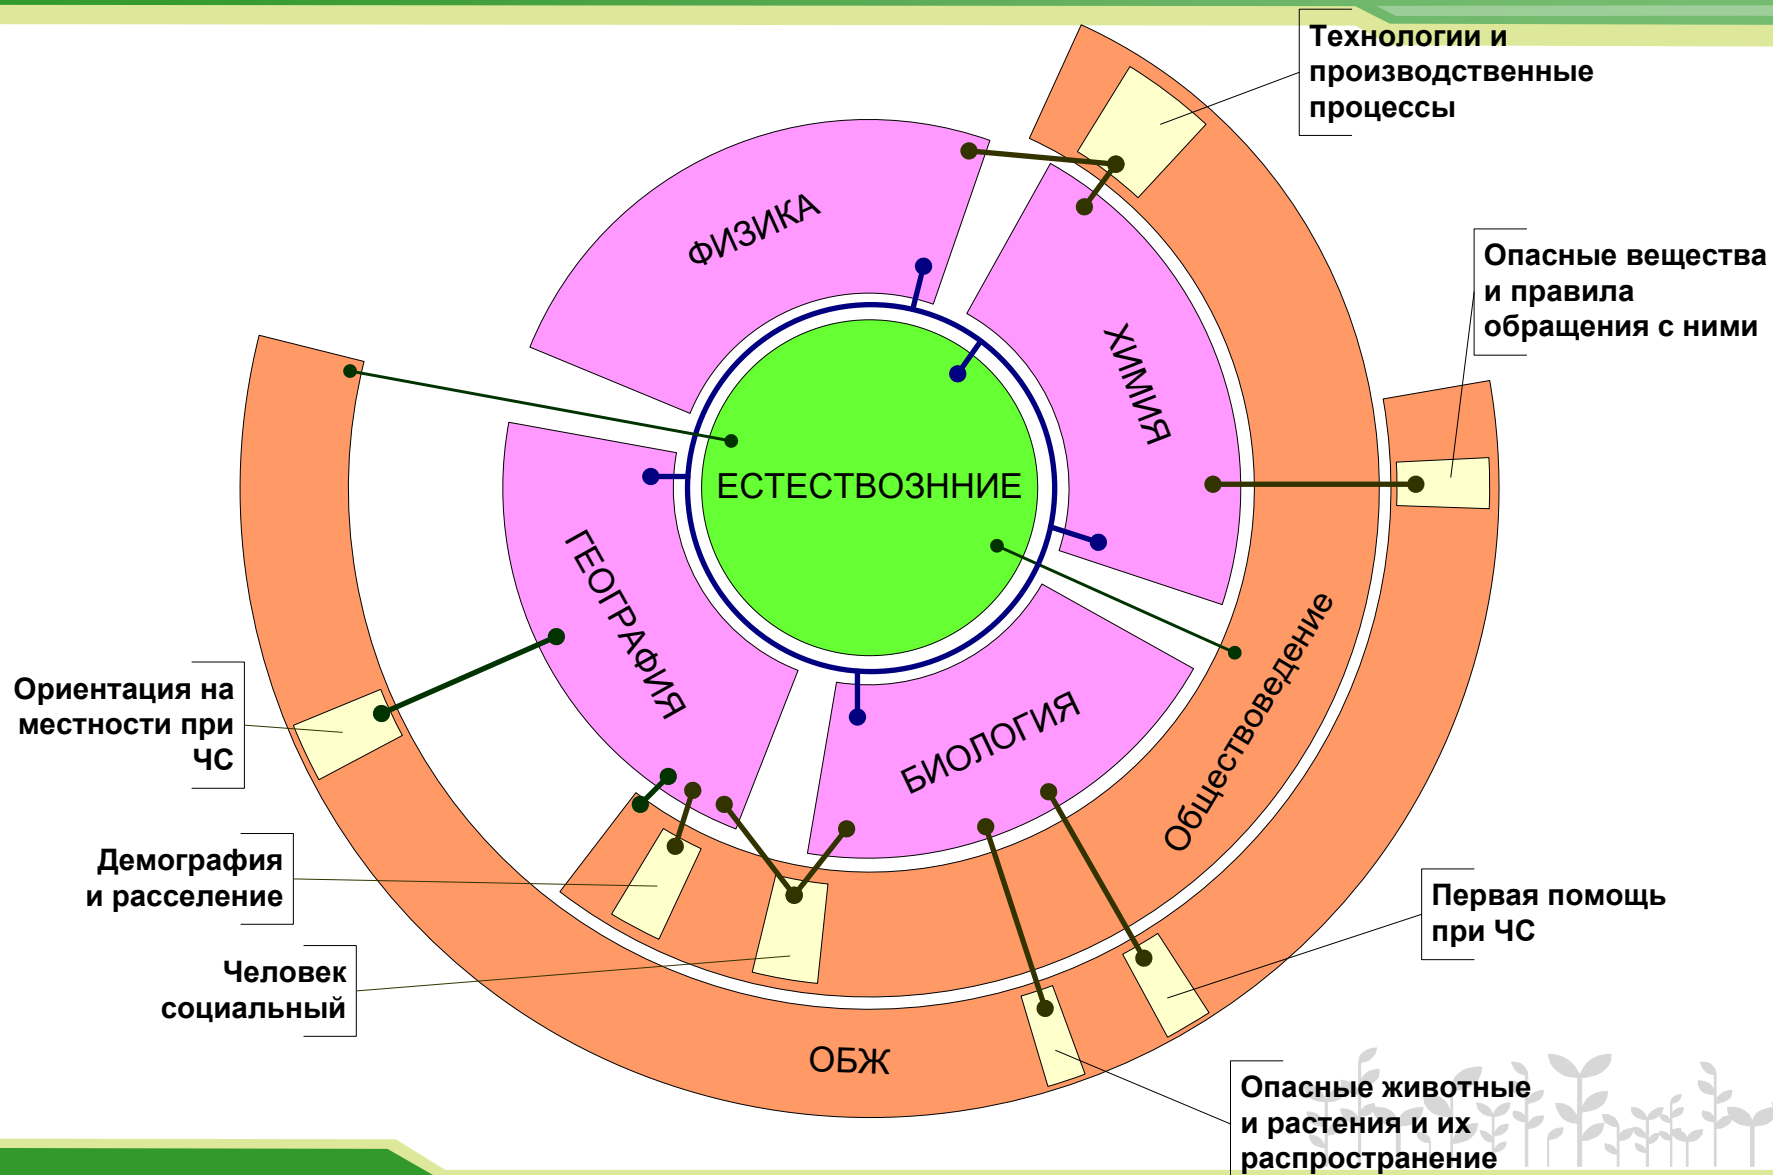 Технологии и
производственные
процессы
ФИЗИКА
Опасные вещества
и правила
обращения с ними
ХИМИЯ
ЕСТЕСТВОЗННИЕ
ГЕОГРАФИЯ
Обществоведение
Ориентация на
местности при
ЧС
БИОЛОГИЯ
Демография
и расселение
Первая помощь
при ЧС
Человек
социальный
ОБЖ
Опасные животные
и растения и их
распространение